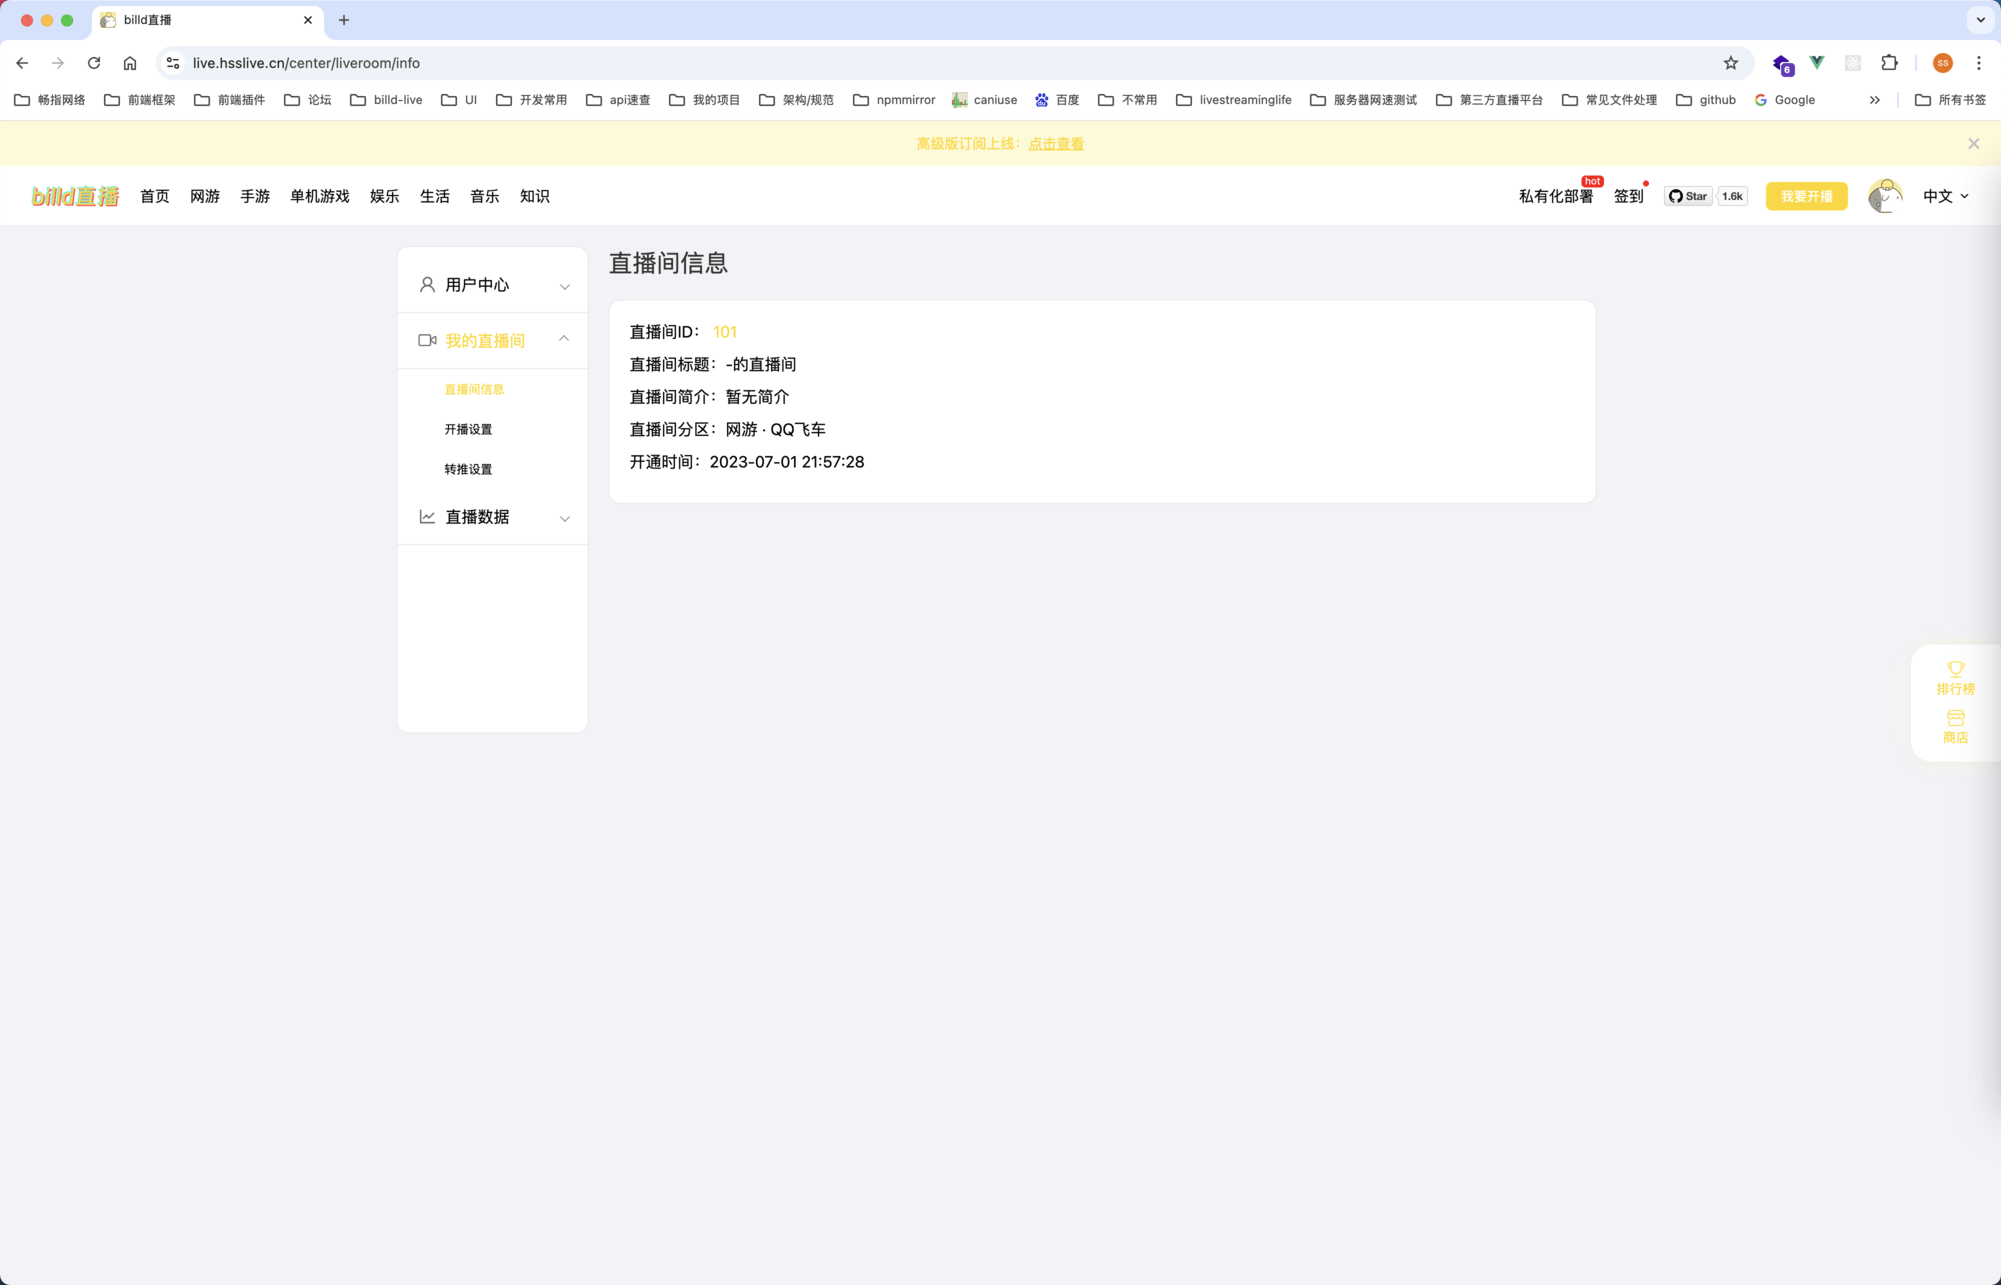 billd直播
live.hsslive.cn/center/liveroom/info
6
ss
畅指网络 前端框架 前端插件 论坛 billd-live UI 开发常用 api速查 我的项目 架构/规范 npmmirror caniuse 百度 不常用 livestreaminglife 服务器网速测试 第三方直播平台 常见文件处理 github Google 所有书签
高级版订阅上线：点击查看
billd直播 首页 网游 手游 单机游戏 娱乐 生活 音乐 知识 私有化部署 hot 签到 Star 1.6k 我要开播 中文
用户中心
我的直播间
直播间信息
开播设置
转推设置
直播数据
直播间信息
直播间ID： 101
直播间标题：-的直播间
直播间简介：暂无简介
直播间分区：网游 · QQ飞车
开通时间：2023-07-01 21:57:28
排行榜
商店